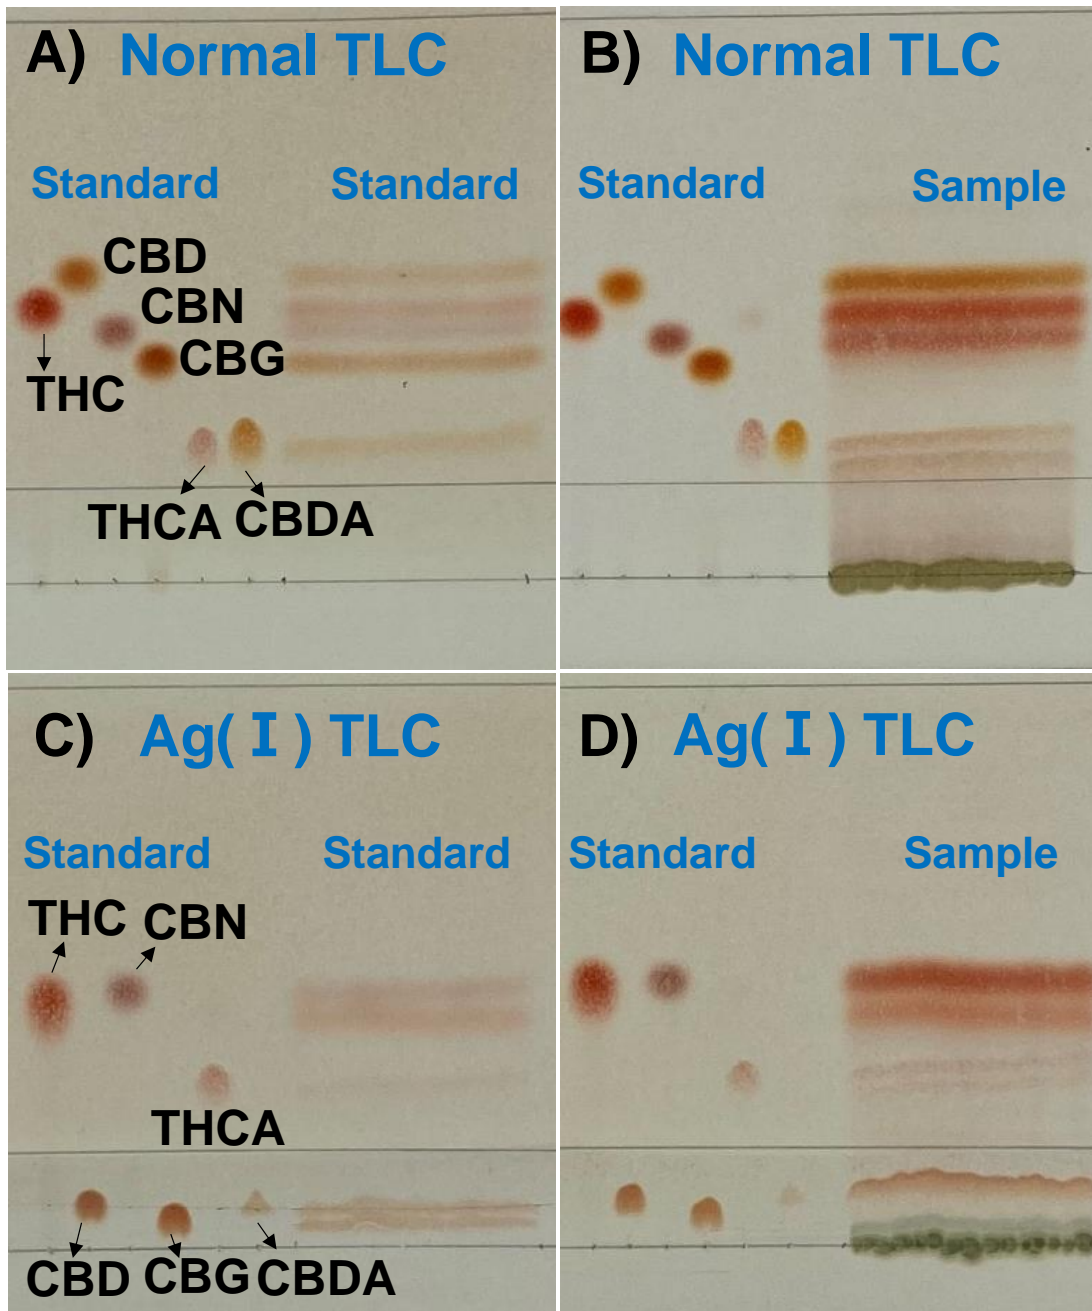 A) Normal TLC
Standard Standard
CBD
CBN
CBG
THC
THCA CBDA
B) Normal TLC
Standard Sample
C) Ag(Ⅰ) TLC
Standard Standard
THC CBN
THCA
CBD CBG CBDA
D) Ag(Ⅰ) TLC
Standard Sample